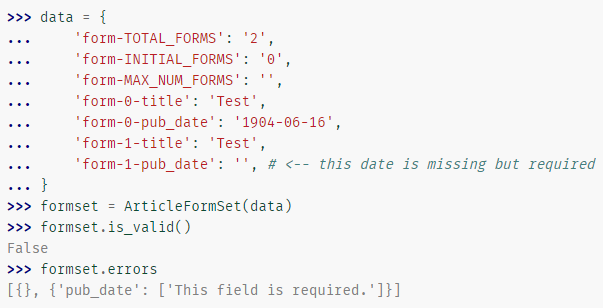 >>> data = {
...     'form-TOTAL_FORMS': '2',
...     'form-INITIAL_FORMS': '0',
...     'form-MAX_NUM_FORMS': '',
...     'form-0-title': 'Test',
...     'form-0-pub_date': '1904-06-16',
...     'form-1-title': 'Test',
...     'form-1-pub_date': '', # <-- this date is missing but required
... }
>>> formset = ArticleFormSet(data)
>>> formset.is_valid()
False
>>> formset.errors
[{}, {'pub_date': ['This field is required.']}]